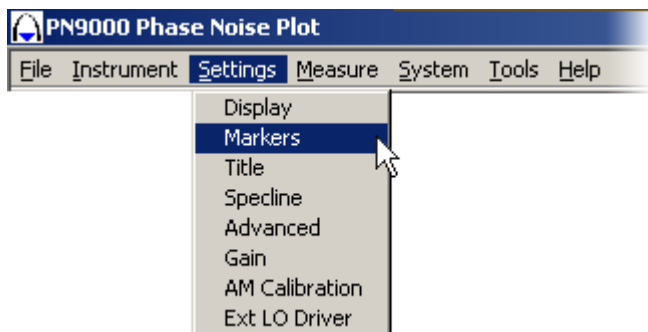 PN9000 Phase Noise Plot
File Instrument Settings Measure System Tools Help
Display
Markers
Title
Specline
Advanced
Gain
AM Calibration
Ext LO Driver